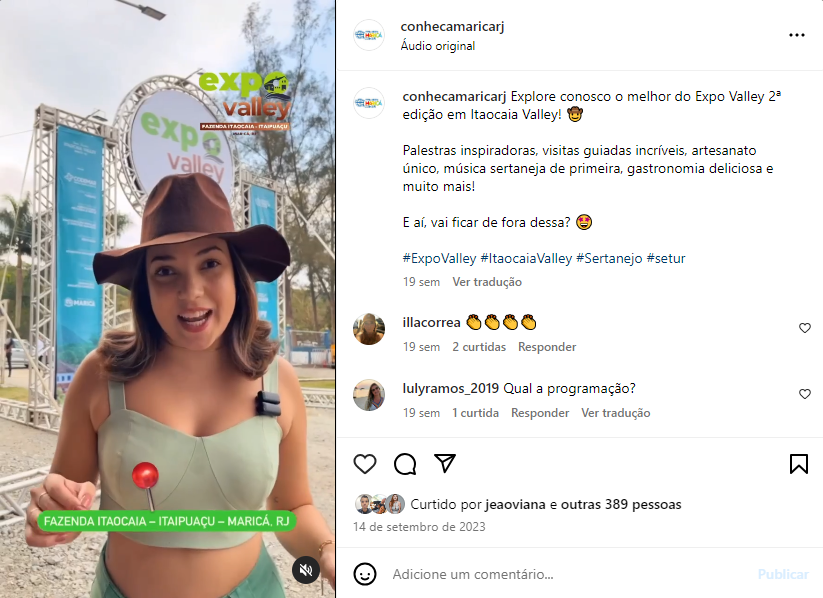 expo
valley
FAZENDA ITAOCAIA - ITAIPUAÇU
MARICÁ, RJ
expo
valley
MARICÁ
FAZENDA ITAOCAIA – ITAIPUAÇU – MARICÁ, RJ
conhecamaricarj
Áudio original
conhecamaricarj Explore conosco o melhor do Expo Valley 2ª
edição em Itaocaia Valley! 🤠
Palestras inspiradoras, visitas guiadas incríveis, artesanato
único, música sertaneja de primeira, gastronomia deliciosa e
muito mais!
E aí, vai ficar de fora dessa? 🤩
#ExpoValley #ItaocaiaValley #Sertanejo #setur
19 sem Ver tradução
illacorrea 👏👏👏👏
19 sem 2 curtidas Responder
lulyramos_2019 Qual a programação?
19 sem 1 curtida Responder Ver tradução
Curtido por jeaoviana e outras 389 pessoas
14 de setembro de 2023
Adicione um comentário...
Publicar